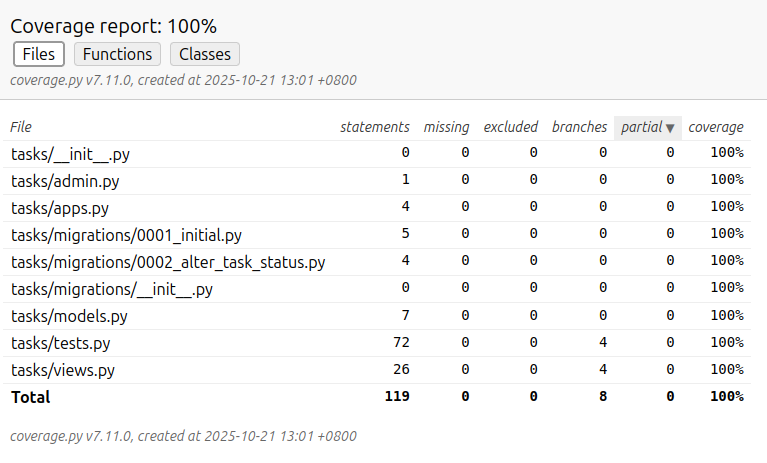 Coverage report: 100%
Files Functions Classes
coverage.py v7.11.0, created at 2025-10-21 13:01 +0800
File statements missing excluded branches partial ▼ coverage
tasks/__init__.py 0 0 0 0 0 100%
tasks/admin.py 1 0 0 0 0 100%
tasks/apps.py 4 0 0 0 0 100%
tasks/migrations/0001_initial.py 5 0 0 0 0 100%
tasks/migrations/0002_alter_task_status.py 4 0 0 0 0 100%
tasks/migrations/__init__.py 0 0 0 0 0 100%
tasks/models.py 7 0 0 0 0 100%
tasks/tests.py 72 0 0 4 0 100%
tasks/views.py 26 0 0 4 0 100%
Total 119 0 0 8 0 100%
coverage.py v7.11.0, created at 2025-10-21 13:01 +0800